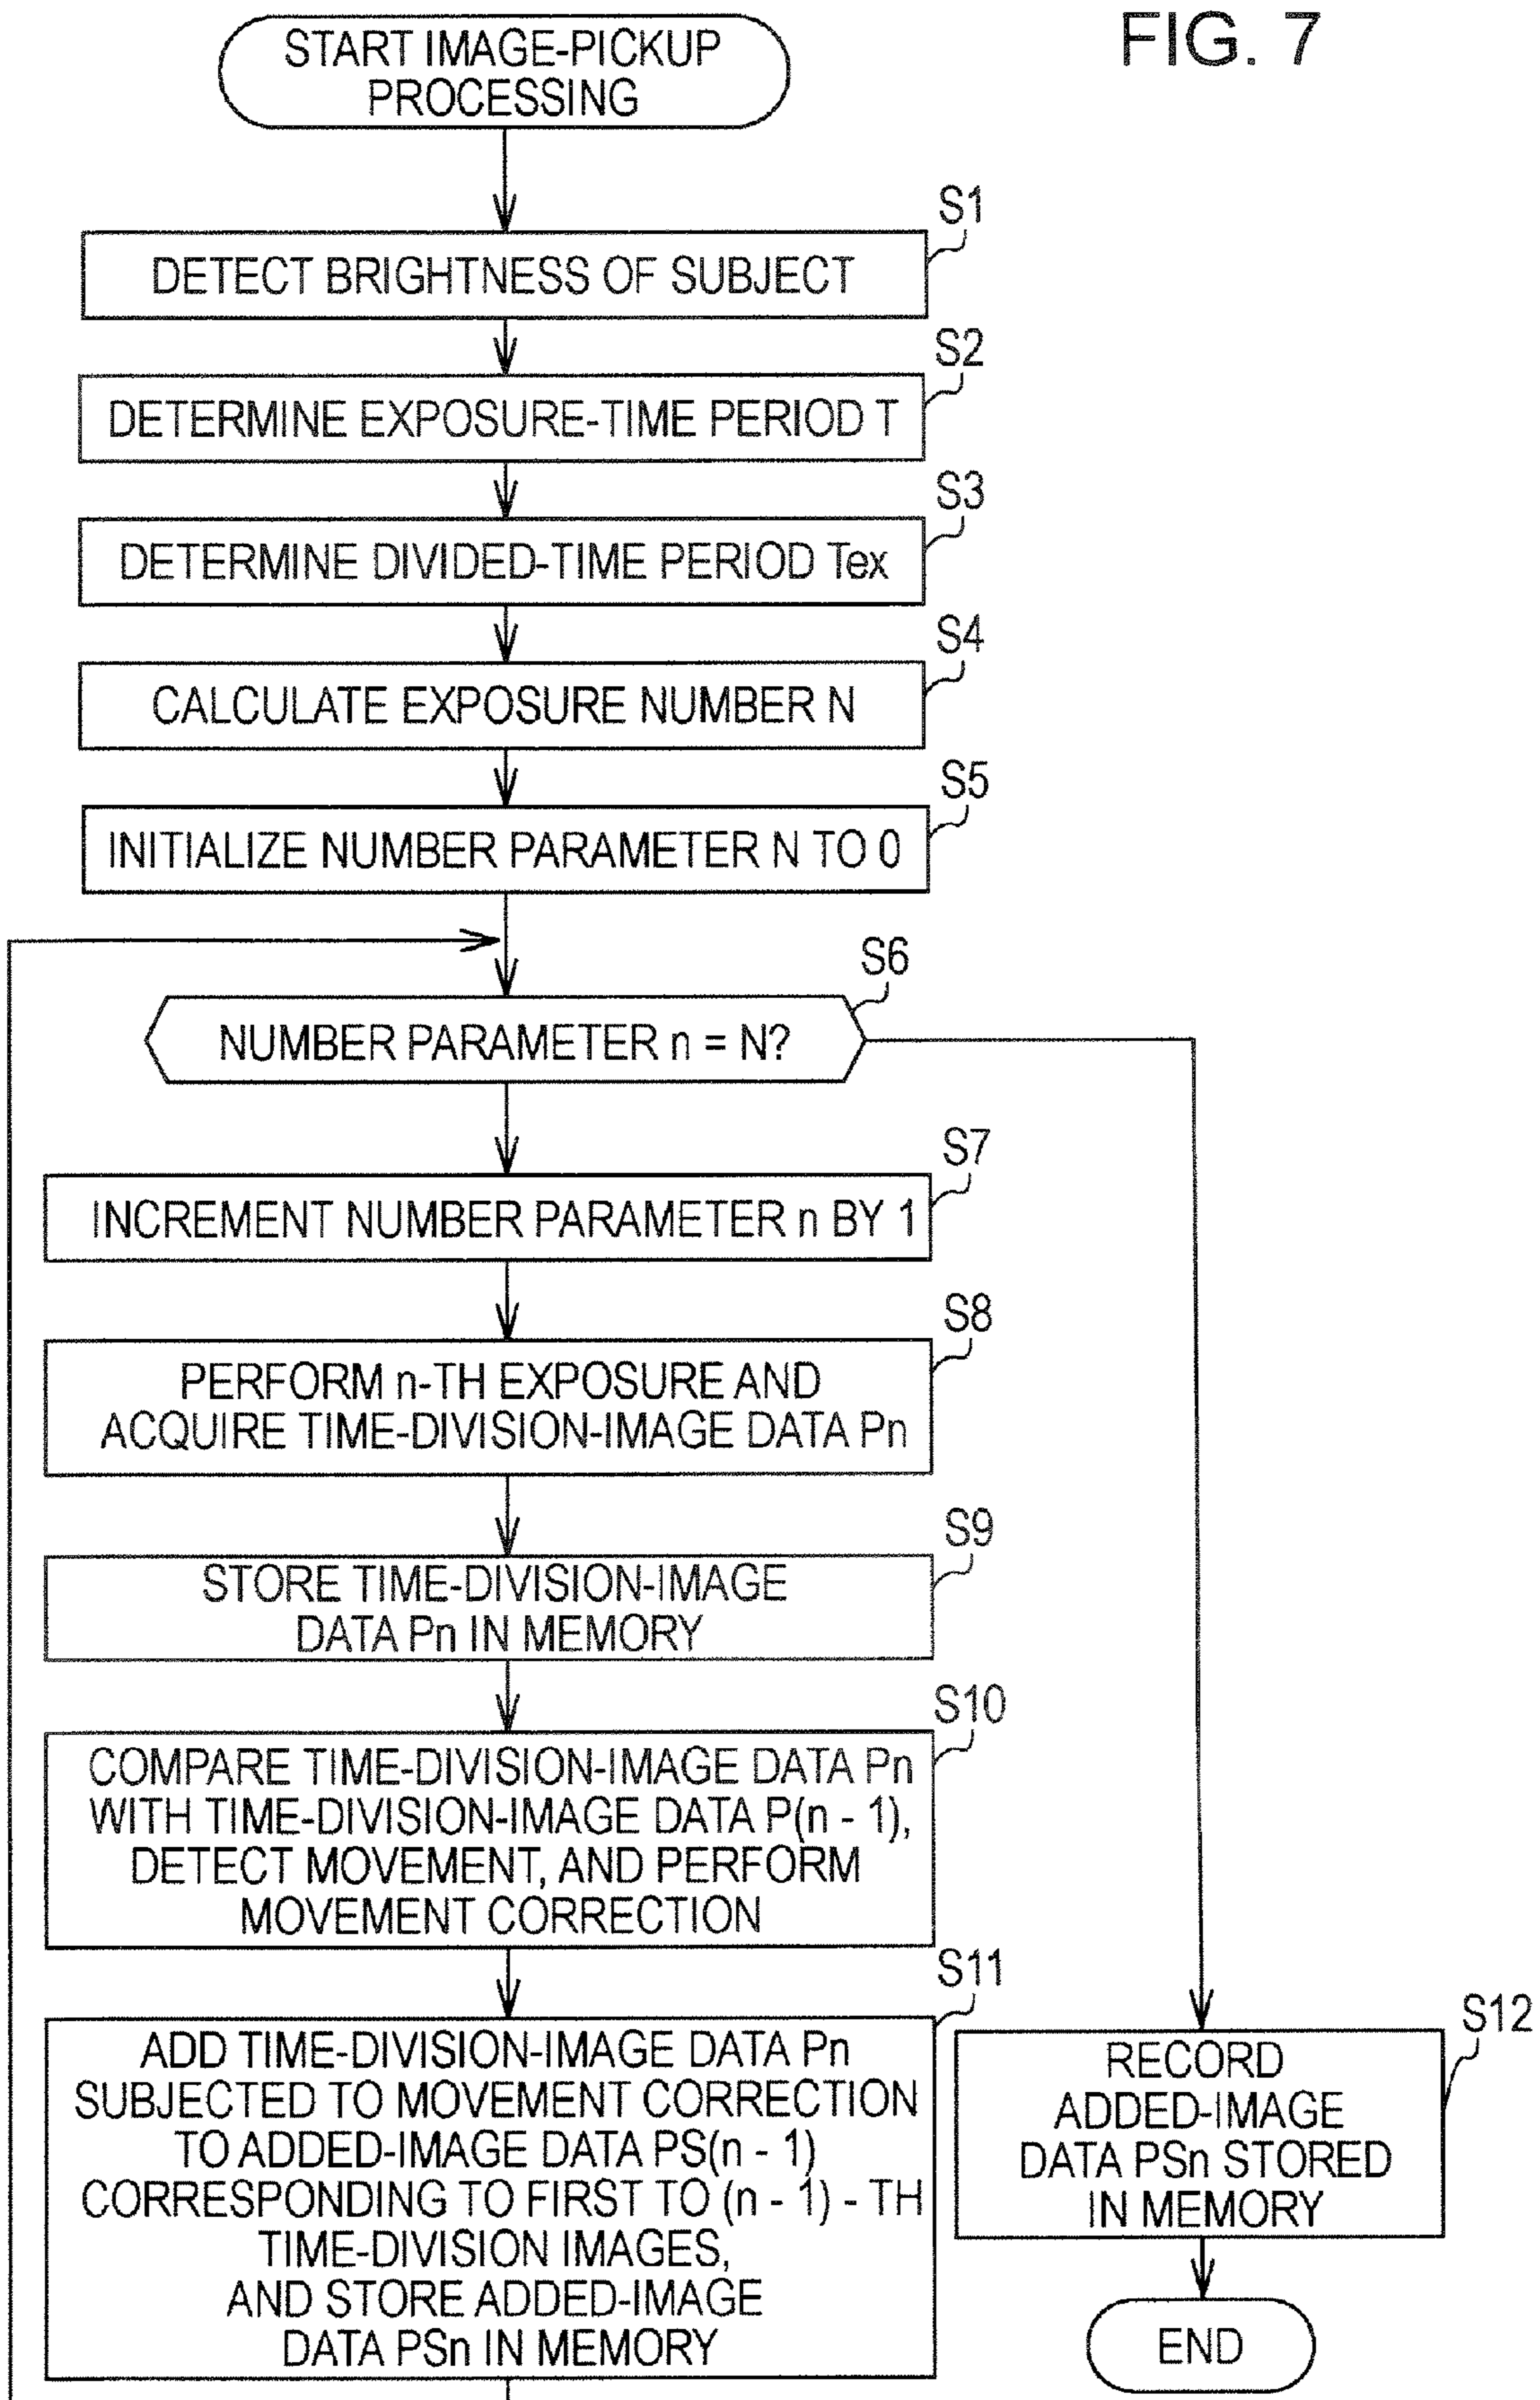 FIG. 7
START IMAGE-PICKUP
PROCESSING
S1
DETECT BRIGHTNESS OF SUBJECT
S2
DETERMINE EXPOSURE-TIME PERIOD T
S3
DETERMINE DIVIDED-TIME PERIOD Tex
S4
CALCULATE EXPOSURE NUMBER N
S5
INITIALIZE NUMBER PARAMETER N TO 0
S6
NUMBER PARAMETER n = N?
S7
INCREMENT NUMBER PARAMETER n BY 1
S8
PERFORM n-TH EXPOSURE AND
ACQUIRE TIME-DIVISION-IMAGE DATA Pn
S9
STORE TIME-DIVISION-IMAGE
DATA Pn IN MEMORY
S10
COMPARE TIME-DIVISION-IMAGE DATA Pn
WITH TIME-DIVISION-IMAGE DATA P(n - 1),
DETECT MOVEMENT, AND PERFORM
MOVEMENT CORRECTION
S11
ADD TIME-DIVISION-IMAGE DATA Pn
SUBJECTED TO MOVEMENT CORRECTION
TO ADDED-IMAGE DATA PS(n - 1)
CORRESPONDING TO FIRST TO (n - 1) - TH
TIME-DIVISION IMAGES,
AND STORE ADDED-IMAGE
DATA PSn IN MEMORY
S12
RECORD
ADDED-IMAGE
DATA PSn STORED
IN MEMORY
END